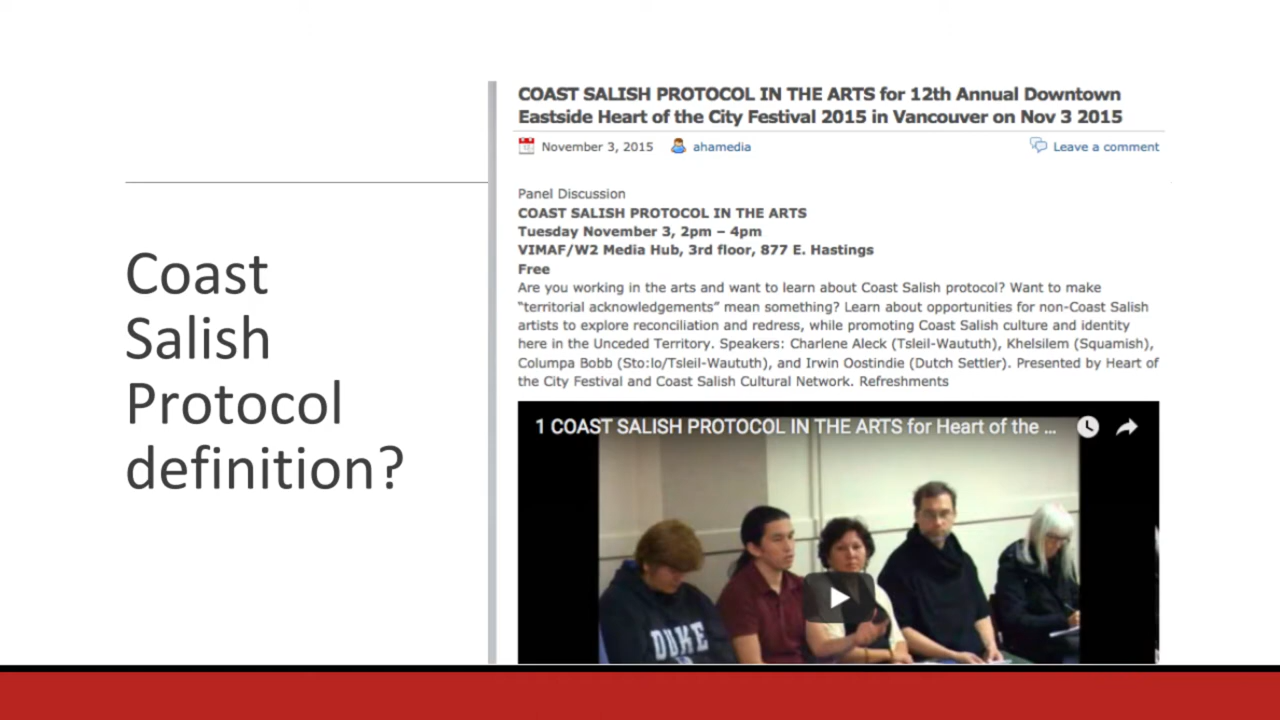 Coast
Salish
Protocol
definition?
COAST SALISH PROTOCOL IN THE ARTS for 12th Annual Downtown
Eastside Heart of the City Festival 2015 in Vancouver on Nov 3 2015
November 3, 2015 ahamedia Leave a comment
Panel Discussion
COAST SALISH PROTOCOL IN THE ARTS
Tuesday November 3, 2pm – 4pm
VIMAF/W2 Media Hub, 3rd floor, 877 E. Hastings
Free
Are you working in the arts and want to learn about Coast Salish protocol? Want to make
"territorial acknowledgements" mean something? Learn about opportunities for non-Coast Salish
artists to explore reconciliation and redress, while promoting Coast Salish culture and identity
here in the Unceded Territory. Speakers: Charlene Aleck (Tsleil-Waututh), Khelsilem (Squamish),
Columpa Bobb (Sto:lo/Tsleil-Waututh), and Irwin Oostindie (Dutch Settler). Presented by Heart of
the City Festival and Coast Salish Cultural Network. Refreshments
1 COAST SALISH PROTOCOL IN THE ARTS for Heart of the ...
DUKE